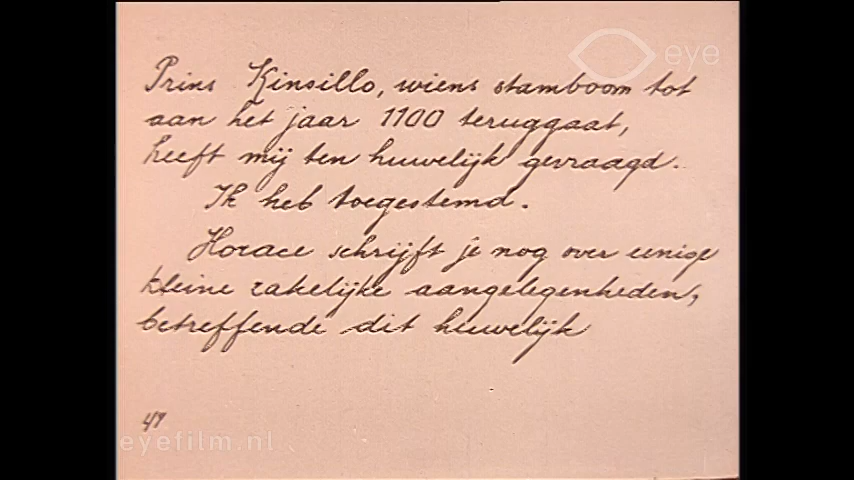 eye
Prins Kinsillo, wiens stamboom tot
aan het jaar 1100 teruggaat,
heeft mij ten huwelijk gevraagd.
Ik heb toegestemd.
Horace schrijft je nog over eenige
kleine zakelijke aangelegenheden,
betreffende dit huwelijk
49
eyefilm.nl